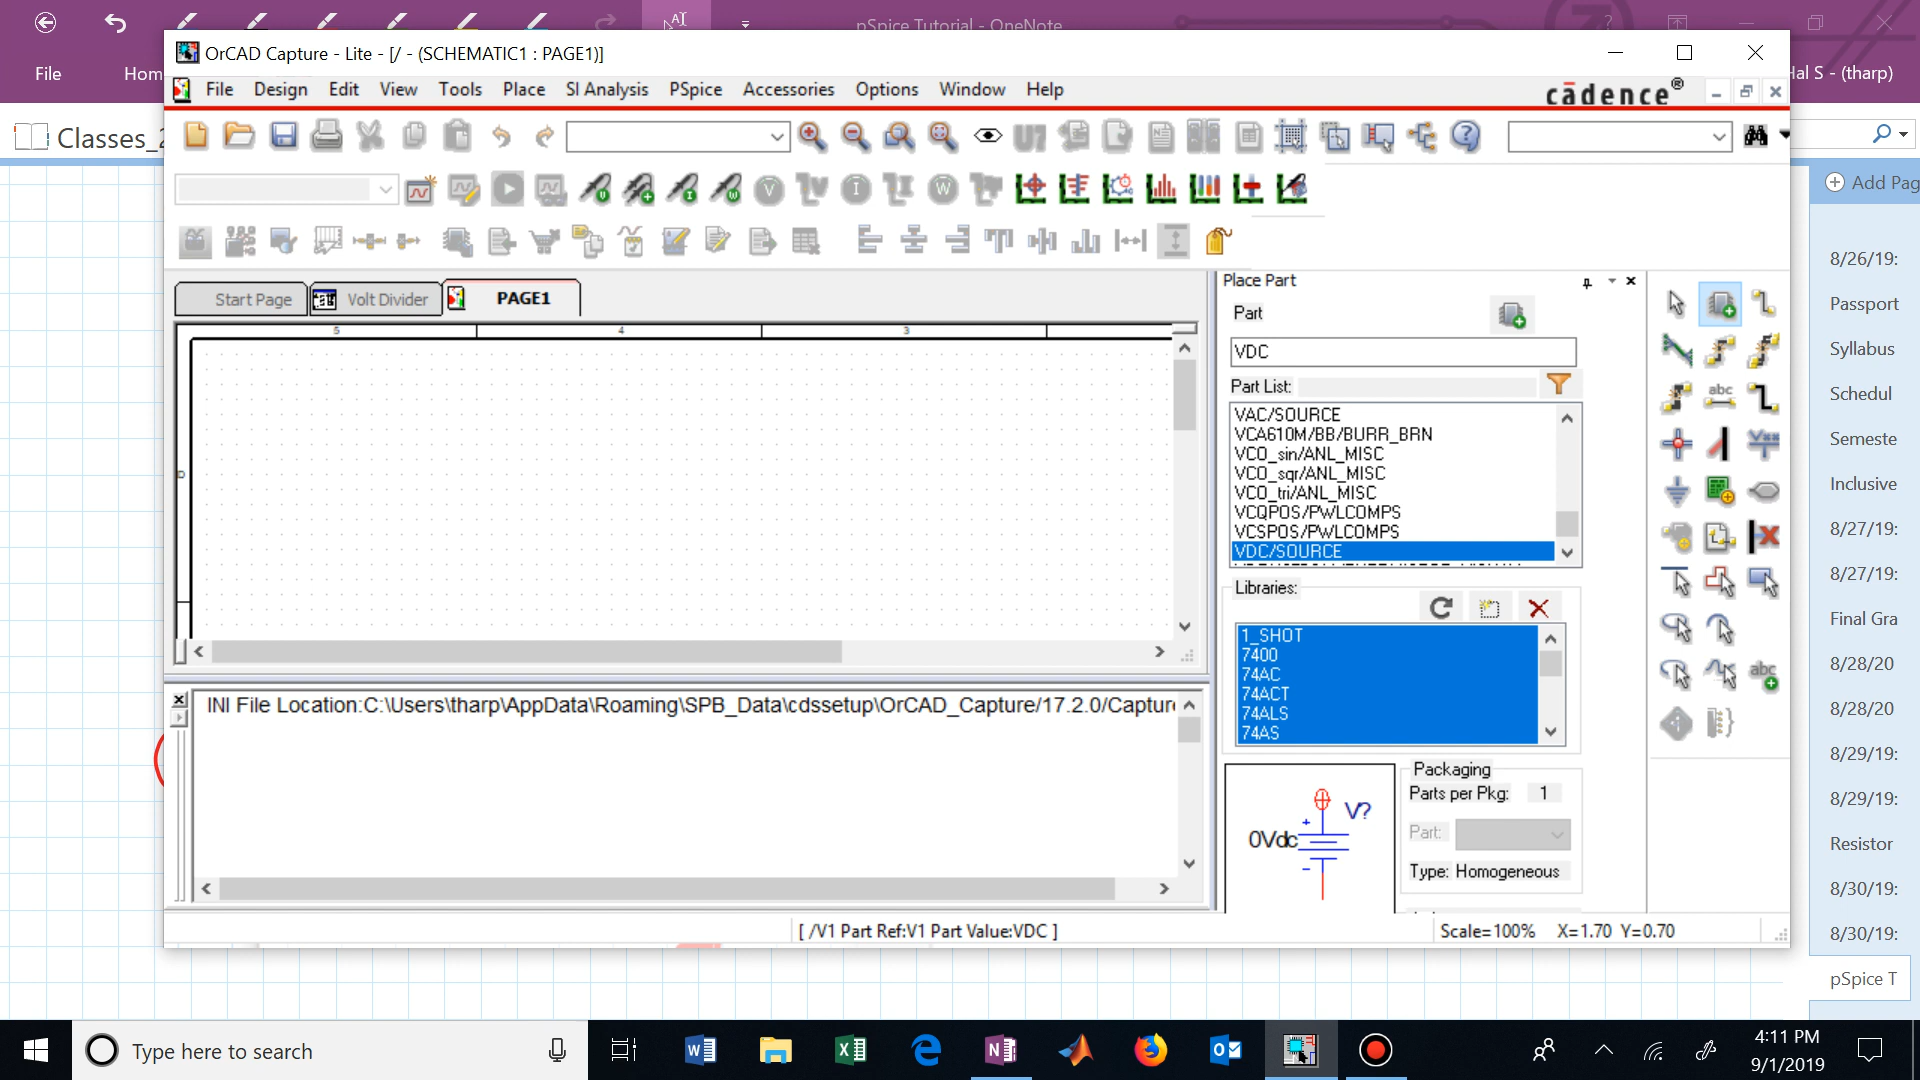 pSpice Tutorial - OneNote
File
Hom
Hal S - (tharp)
OrCAD Capture - Lite - [/ - (SCHEMATIC1 : PAGE1)]
File Design Edit View Tools Place SI Analysis PSpice Accessories Options Window Help
cādence®
Classes_2
Add Pag
Start Page
Volt Divider
PAGE1
5 4 3
D
Place Part
Part
VDC
Part List:
VAC/SOURCE
VCA610M/BB/BURR_BRN
VCO_sin/ANL_MISC
VCO_sqr/ANL_MISC
VCO_tri/ANL_MISC
VCQPOS/PWLCOMPS
VCSPOS/PWLCOMPS
VDC/SOURCE
Libraries:
1_SHOT
7400
74AC
74ACT
74ALS
74AS
V?
0Vdc
+
-
Packaging
Parts per Pkg: 1
Part:
Type: Homogeneous
INI File Location:C:\Users\tharp\AppData\Roaming\SPB_Data\cdssetup\OrCAD_Capture/17.2.0/Capture
[ /V1 Part Ref:V1 Part Value:VDC ]
Scale=100% X=1.70 Y=0.70
8/26/19:
Passport
Syllabus
Schedul
Semeste
Inclusive
8/27/19:
8/27/19:
Final Gra
8/28/20
8/28/20
8/29/19:
8/29/19:
Resistor
8/30/19:
8/30/19:
pSpice T
Type here to search
4:11 PM
9/1/2019